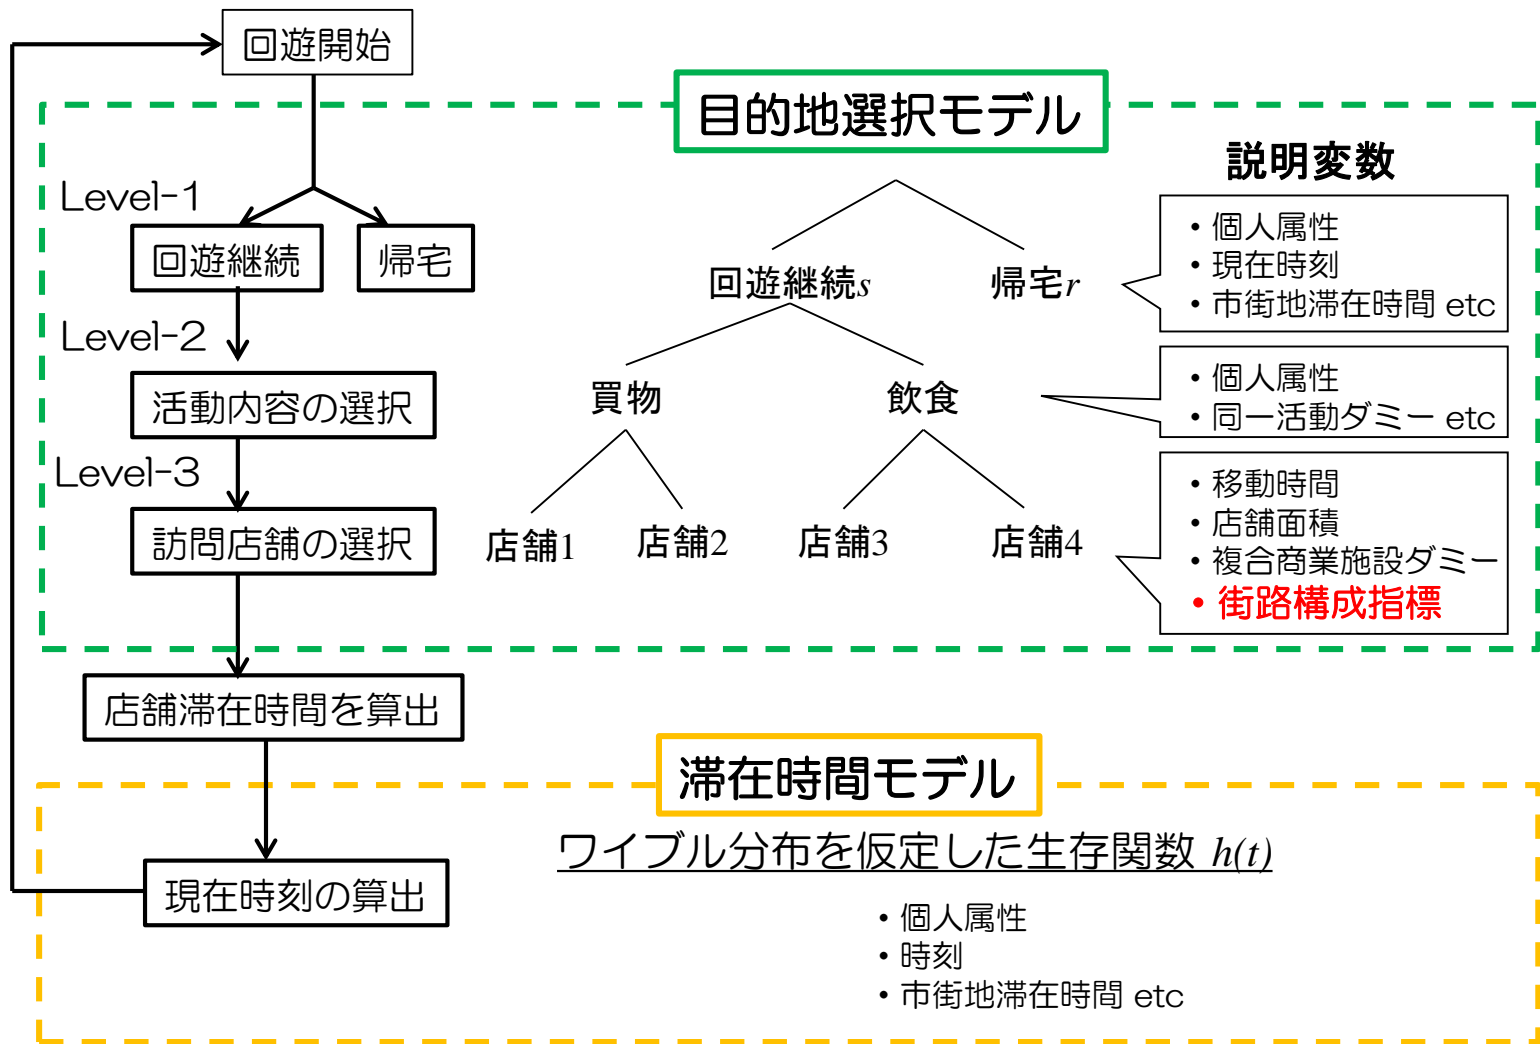 回遊開始
目的地選択モデル
説明変数
Level-1
回遊継続
帰宅
回遊継続s
帰宅r
・個人属性
・現在時刻
・市街地滞在時間 etc
Level-2
活動内容の選択
買物
飲食
・個人属性
・同一活動ダミー etc
Level-3
訪問店舗の選択
店舗1
店舗2
店舗3
店舗4
・移動時間
・店舗面積
・複合商業施設ダミー
・街路構成指標
店舗滞在時間を算出
滞在時間モデル
現在時刻の算出
ワイブル分布を仮定した生存関数 h(t)
・個人属性
・時刻
・市街地滞在時間 etc